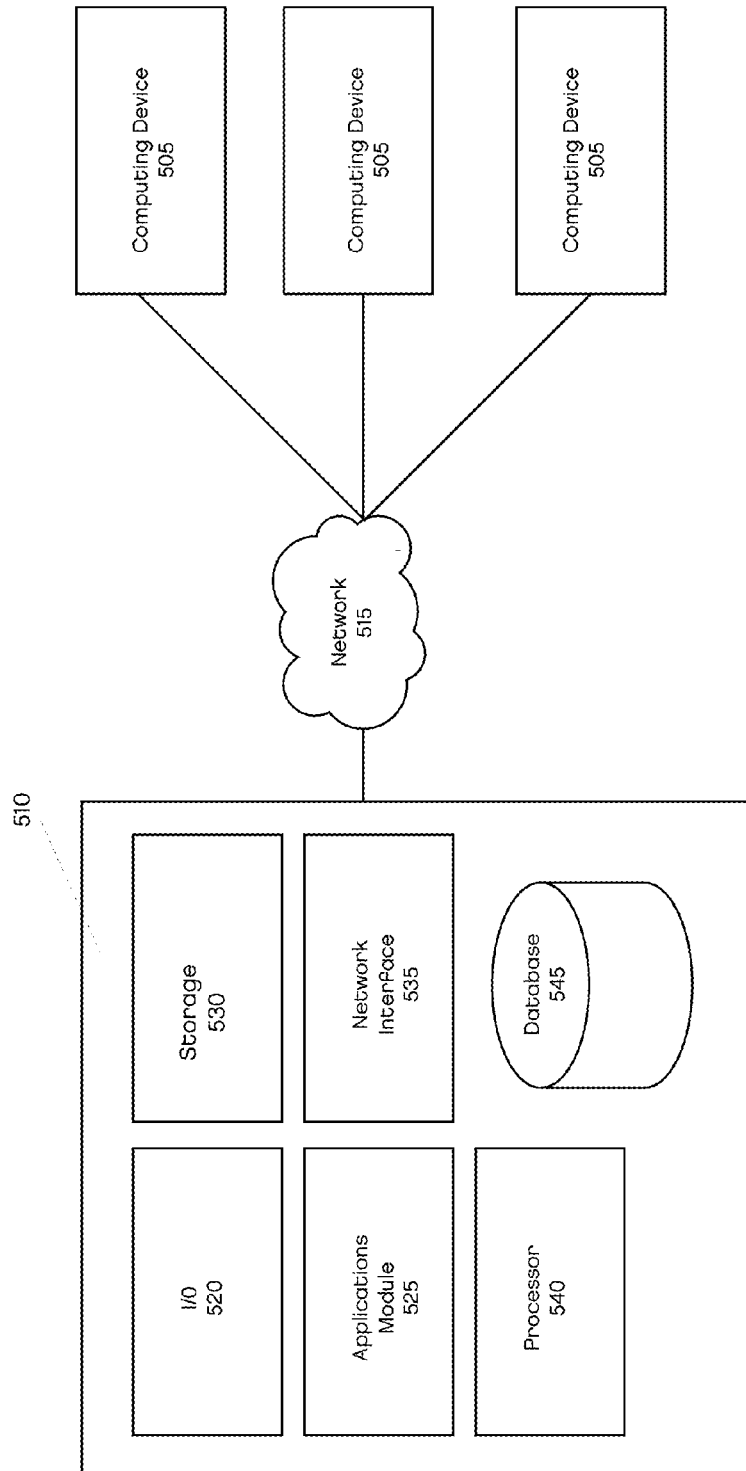 510
I/O
520
Storage
530
Applications
Module
525
Network
Interface
535
Processor
540
Database
545
Network
515
Computing Device
505
Computing Device
505
Computing Device
505